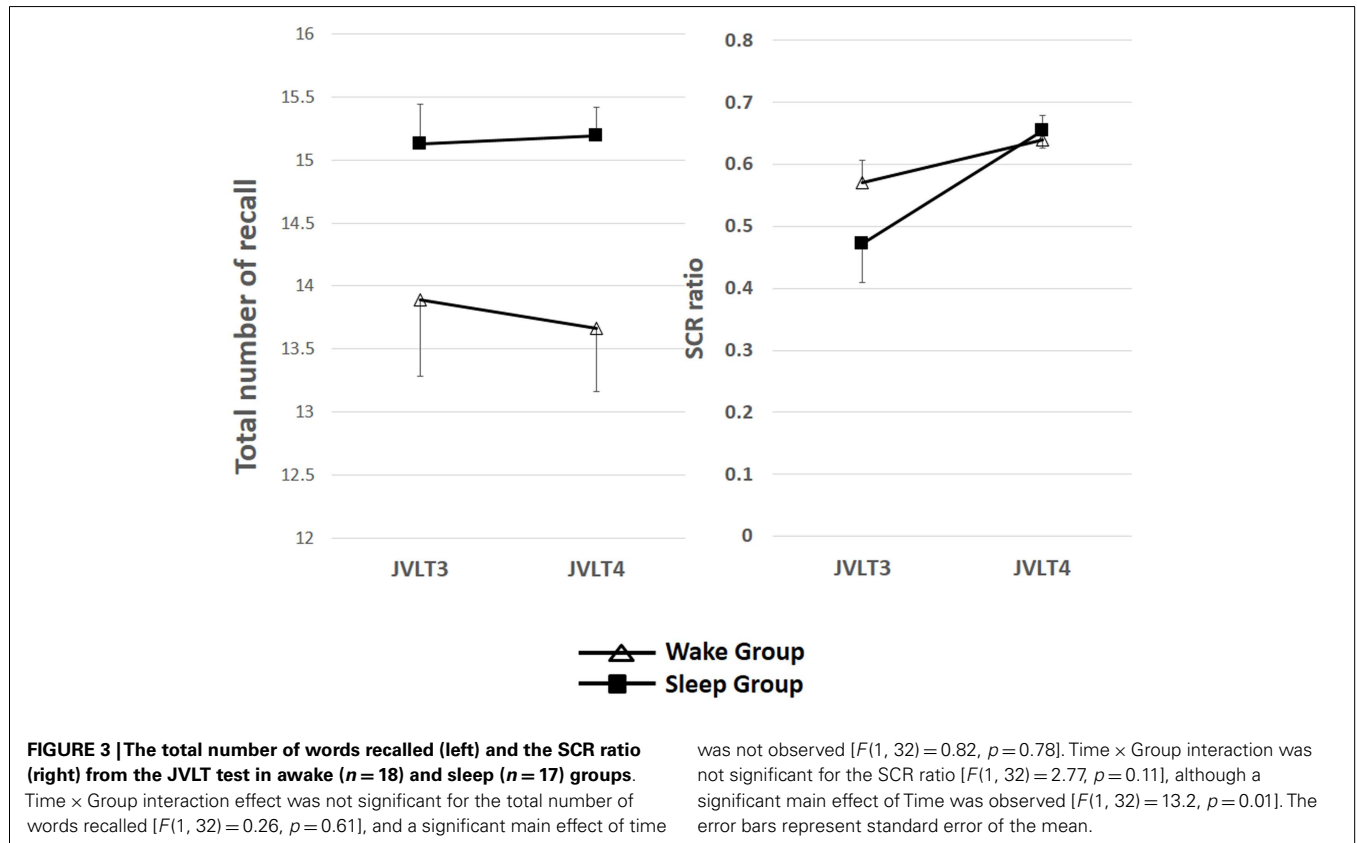 16
15.5
15
14.5
14
13.5
13
12.5
12
Total number of recall
JVLT3 JVLT4
0.8
0.7
0.6
0.5
0.4
0.3
0.2
0.1
0
SCR ratio
JVLT3 JVLT4
Wake Group
Sleep Group
FIGURE 3 | The total number of words recalled (left) and the SCR ratio
(right) from the JVLT test in awake (n = 18) and sleep (n = 17) groups.
Time × Group interaction effect was not significant for the total number of
words recalled [F(1, 32) = 0.26, p = 0.61], and a significant main effect of time
was not observed [F(1, 32) = 0.82, p = 0.78]. Time × Group interaction was
not significant for the SCR ratio [F(1, 32) = 2.77, p = 0.11], although a
significant main effect of Time was observed [F(1, 32) = 13.2, p = 0.01]. The
error bars represent standard error of the mean.